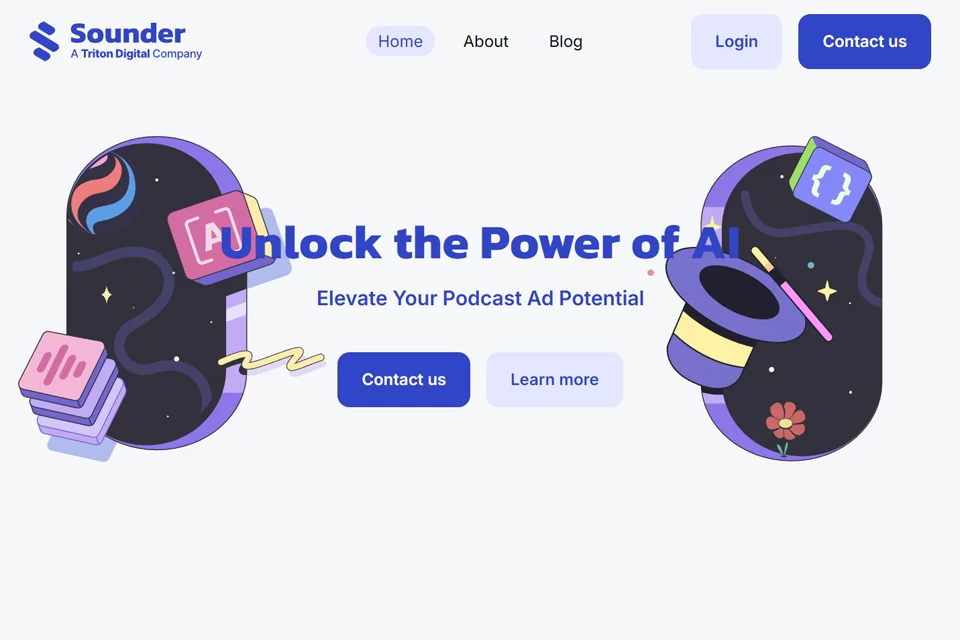 Sounder
A Triton Digital Company
Home
About
Blog
Login
Contact us
[A]
{}
Unlock the Power of AI
Elevate Your Podcast Ad Potential
Contact us
Learn more